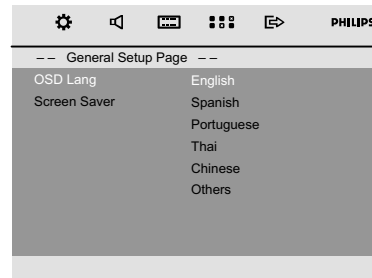 PHILIPS
–– General Setup Page ––
OSD Lang English
Screen Saver Spanish
Portuguese
Thai
Chinese
Others